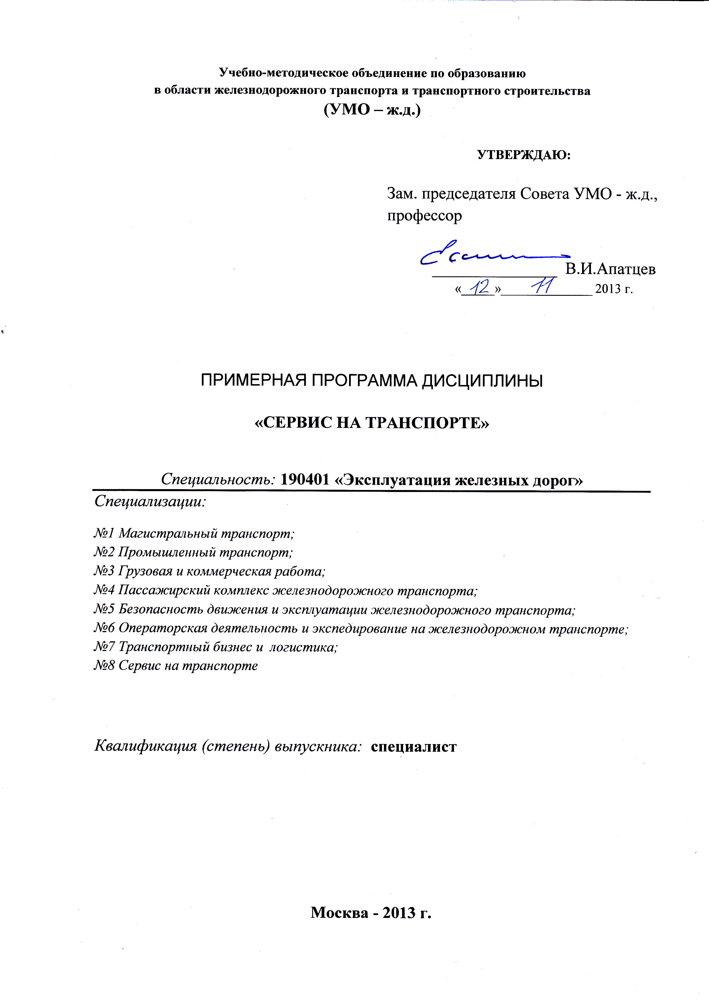 Учебно-методическое объединение по образованию
в области железнодорожного транспорта и транспортного строительства
(УМО – ж.д.)
УТВЕРЖДАЮ:
Зам. председателя Совета УМО - ж.д.,
профессор
В.И.Апатцев
«12» 11 2013 г.
ПРИМЕРНАЯ ПРОГРАММА ДИСЦИПЛИНЫ
«СЕРВИС НА ТРАНСПОРТЕ»
Специальность: 190401 «Эксплуатация железных дорог»
Специализации:
№1 Магистральный транспорт;
№2 Промышленный транспорт;
№3 Грузовая и коммерческая работа;
№4 Пассажирский комплекс железнодорожного транспорта;
№5 Безопасность движения и эксплуатации железнодорожного транспорта;
№6 Операторская деятельность и экспедирование на железнодорожном транспорте;
№7 Транспортный бизнес и логистика;
№8 Сервис на транспорте
Квалификация (степень) выпускника: специалист
Москва - 2013 г.